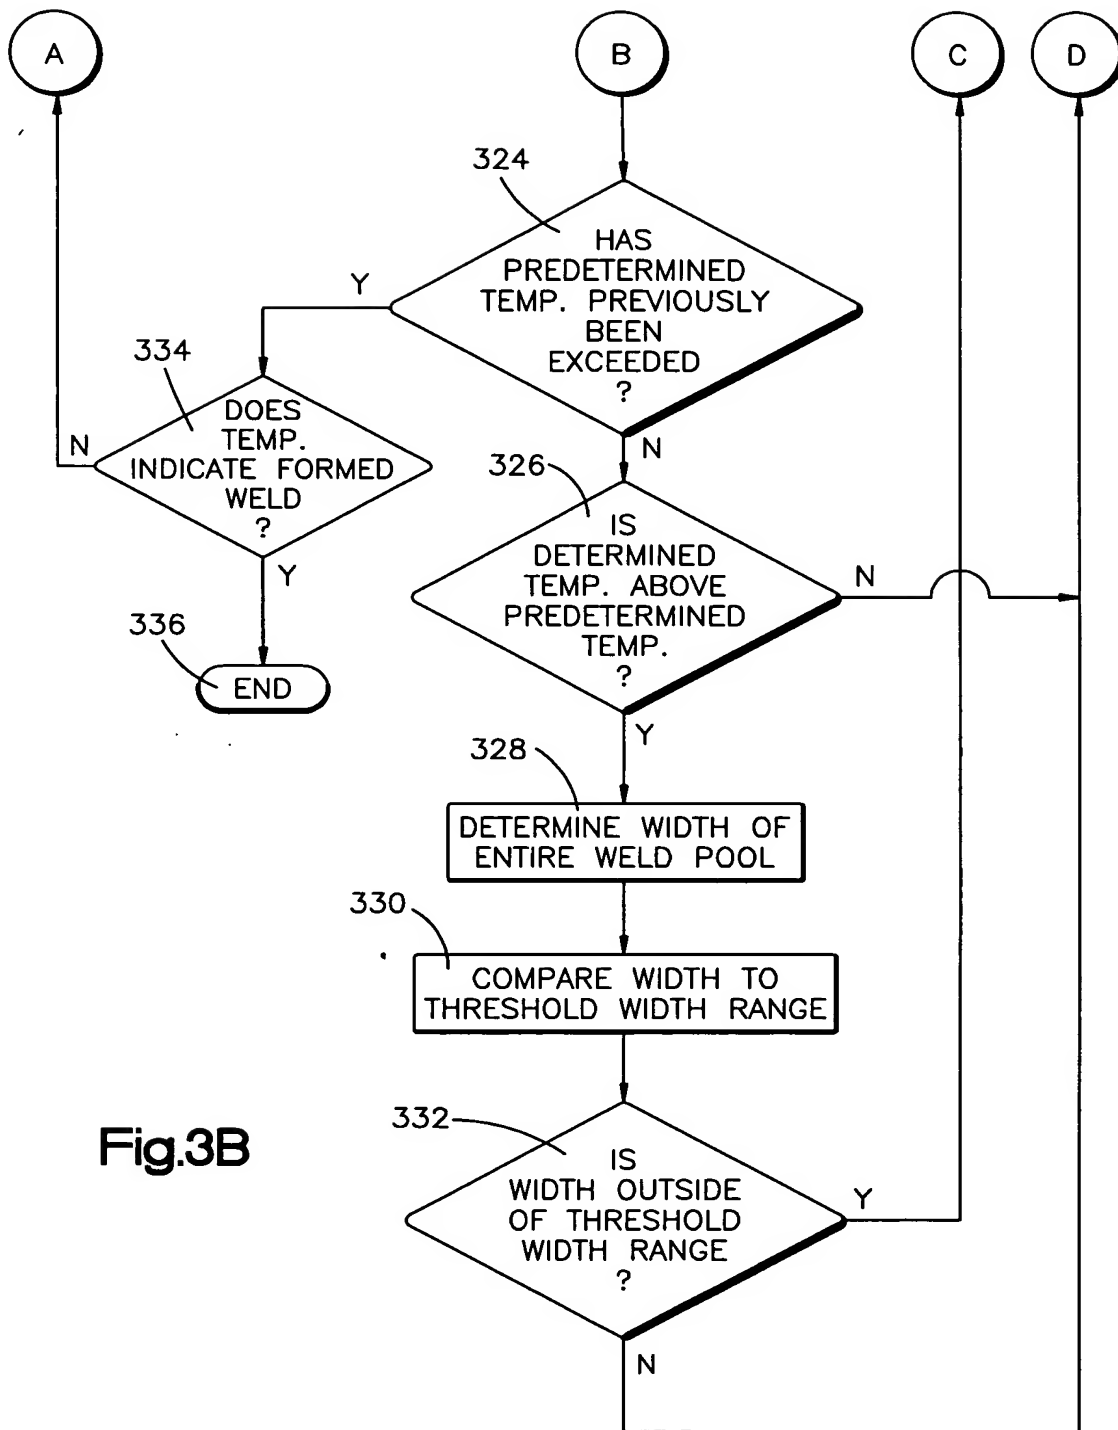 A
B
C
D
324
HAS
PREDETERMINED
TEMP. PREVIOUSLY
BEEN
EXCEEDED
?
Y
N
334
DOES
TEMP.
INDICATE FORMED
WELD
?
N
Y
336
END
326
IS
DETERMINED
TEMP. ABOVE
PREDETERMINED
TEMP.
?
N
Y
328
DETERMINE WIDTH OF
ENTIRE WELD POOL
330
COMPARE WIDTH TO
THRESHOLD WIDTH RANGE
332
IS
WIDTH OUTSIDE
OF THRESHOLD
WIDTH RANGE
?
Y
N
Fig.3B